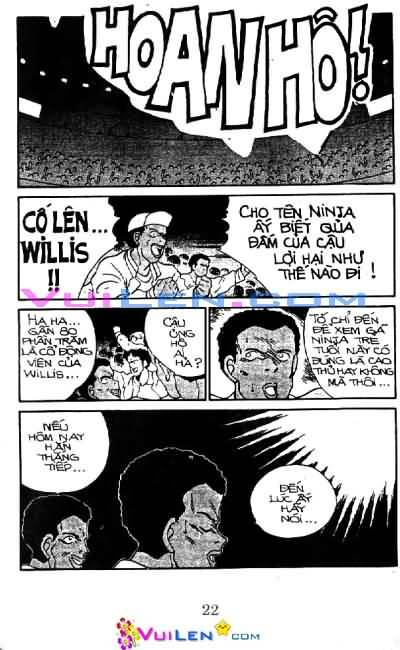 HOAN HÔ!
CỐ LÊN...
WILLIS
!!
CHO TÊN NINJA
ẤY BIẾT QỦA
ĐẤM CỦA CẬU
LỢI HẠI NHƯ
THẾ NÀO ĐI !
VUILEN.COM
HA HA...
GẦN 80
PHẦN TRĂM
LÀ CỔ ĐỘNG
VIÊN CỦA
WILLIS...
CẬU
ỦNG
HỘ
AI
HẢ?
TỚ CHỈ ĐẾN
ĐỂ XEM GÃ
NINJA TRẺ
TUỔI NÀY CÓ
ĐÚNG LÀ CAO
THỦ HAY KHÔNG
MÀ THÔI...
NẾU
HÔM NAY
HẮN
THẮNG
TIẾP...
ĐẾN
LÚC ẤY
HÃY
NÓI...
22
VUILEN.COM